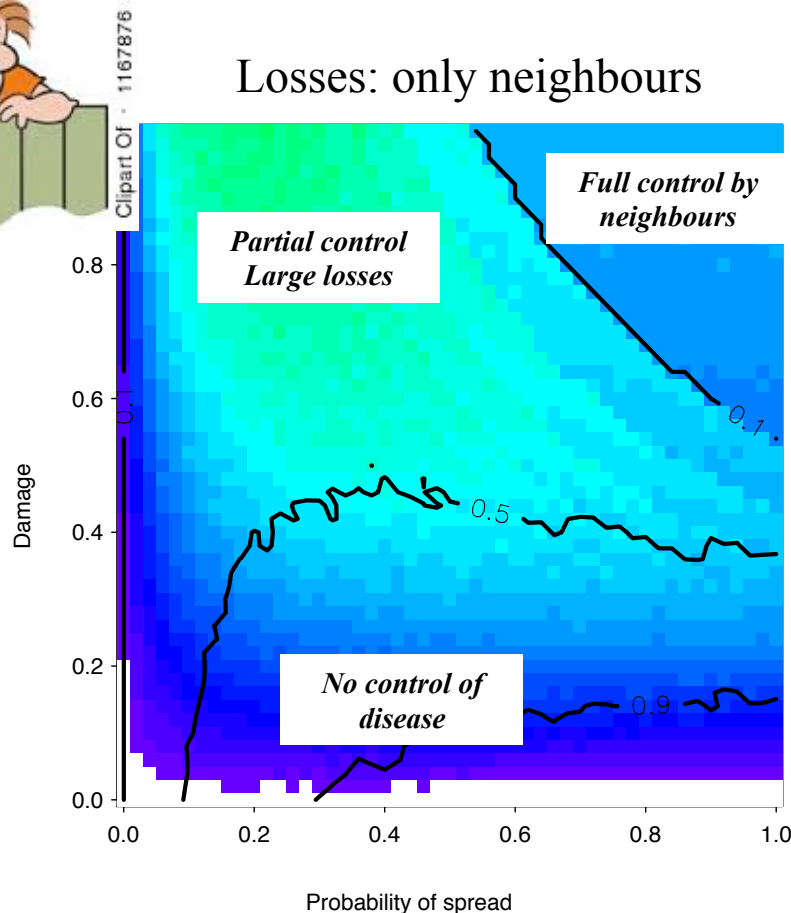 Clipart Of - 1167876
Losses: only neighbours
Full control by
neighbours
Partial control
Large losses
0.8
0.6
0.1
0.1
Damage
0.5
0.4
0.2
No control of
disease
0.9
0.0
0.0 0.2 0.4 0.6 0.8 1.0
Probability of spread